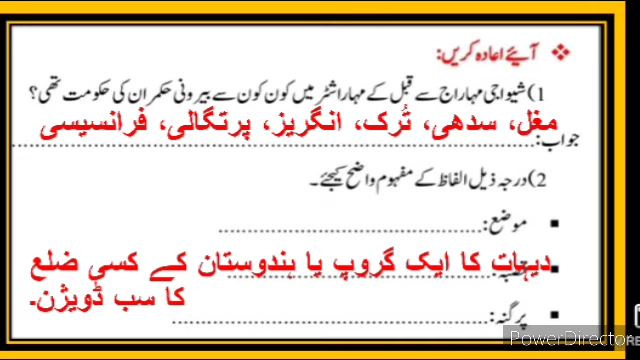 ❖ آیئے اعادہ کریں:
1) شیواجی مہاراج سے قبل کے مہاراشٹر میں کون کون سے بیرونی حکمران کی حکومت تھی؟
مغل، سدھی، تُرک، انگریز، پرتگالی، فرانسیسی
جواب:
2) درجہ ذیل الفاظ کے مفہوم واضح کیجئے۔
▪ موضع:
دیہات کا ایک گروپ یا ہندوستان کے کسی ضلع
▪ قصبہ:
کا سب ڈویژن۔
▪ پرگنہ:
PowerDirector